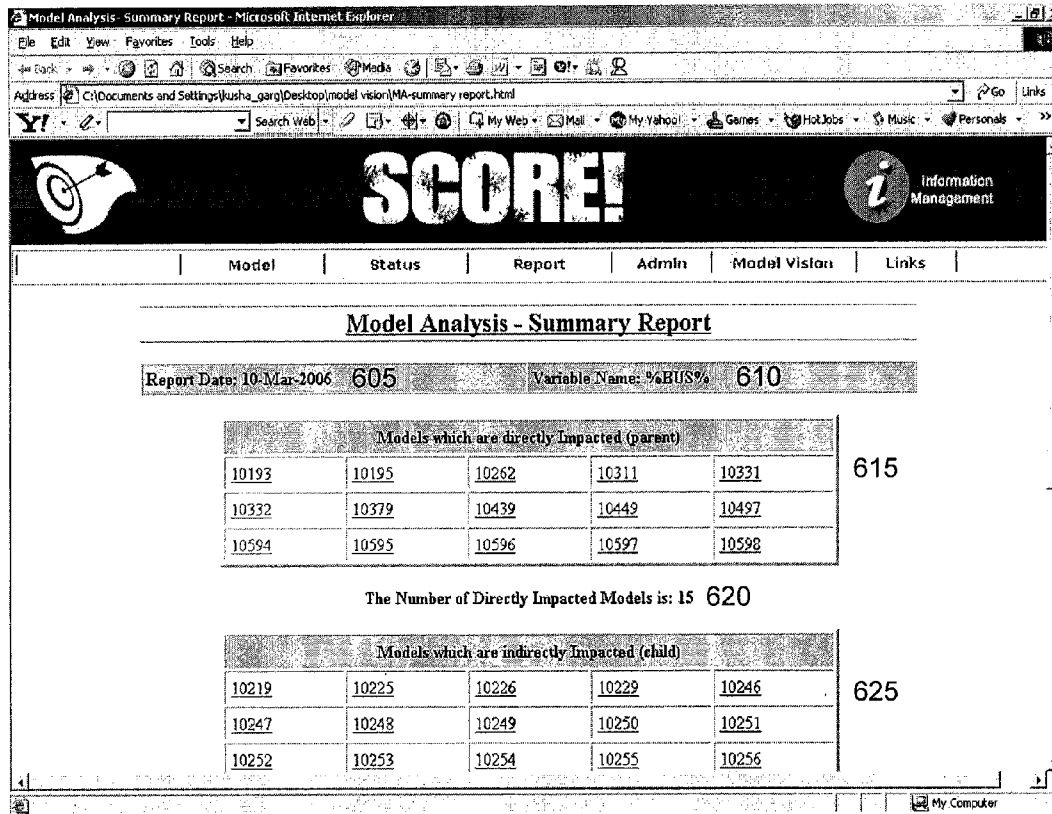 Model Analysis- Summary Report - Microsoft Internet Explorer
File Edit View Favorites Tools Help
Back Search Favorites Media
Address C:\Documents and Settings\kusha_garg\Desktop\model vision\MA-summary report.html Go Links
Y! Search Web My Web Mail My Yahoo! Games HotJobs Music Personals >>
SCORE!
i Information Management
Model Status Report Admin Model Vision Links
Model Analysis - Summary Report
Report Date: 10-Mar-2006 605 Variable Name: %BUS% 610
Models which are directly Impacted (parent)
615
10193 10195 10262 10311 10331
10332 10379 10439 10449 10497
10594 10595 10596 10597 10598
The Number of Directly Impacted Models is: 15 620
Models which are indirectly Impacted (child)
10219 10225 10226 10229 10246 625
10247 10248 10249 10250 10251
10252 10253 10254 10255 10256
My Computer